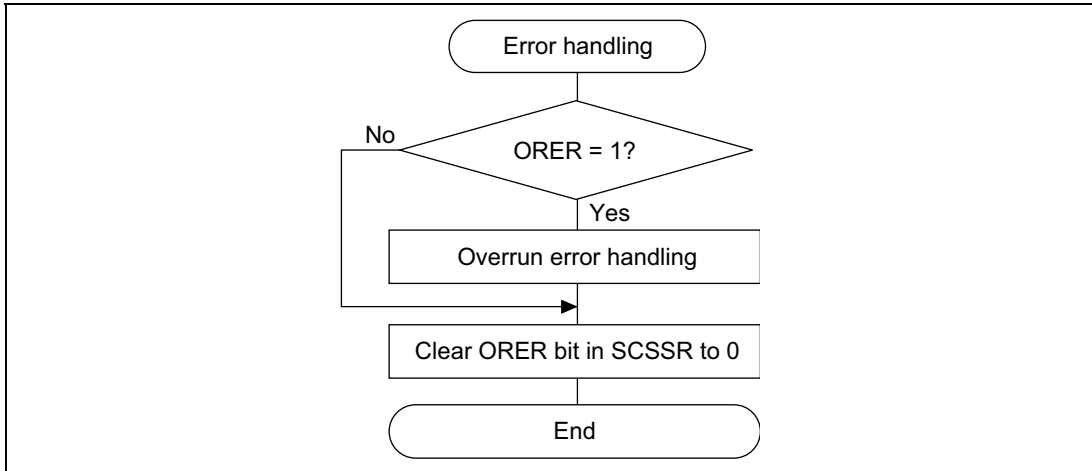 Error handling
No
ORER = 1?
Yes
Overrun error handling
Clear ORER bit in SCSSR to 0
End